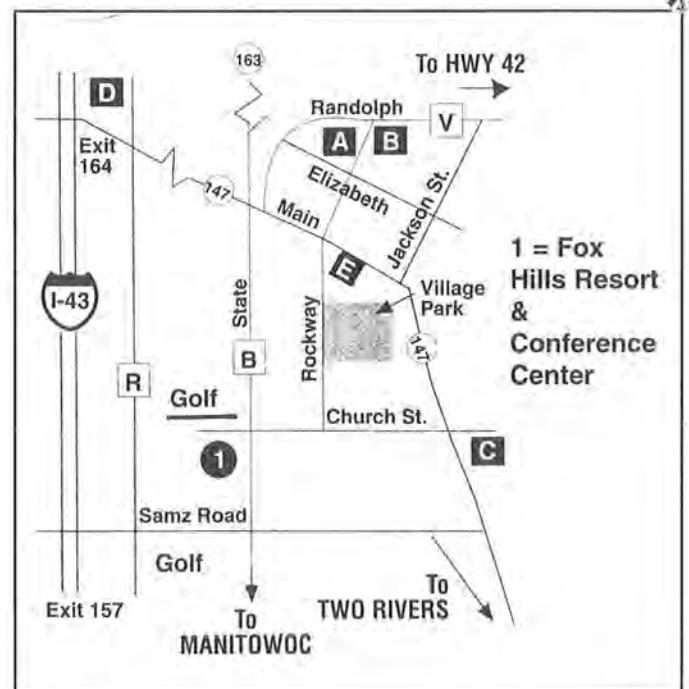 To HWY 42
163
D
Randolph
V
A
B
Exit
164
Elizabeth
147
Main
Jackson St.
E
1 = Fox
Hills Resort
&
Conference
Center
Village
Park
I-43
State
Rockway
147
B
R
Golf
Church St.
1
C
Samz Road
Golf
To
TWO RIVERS
Exit 157
To
MANITOWOC